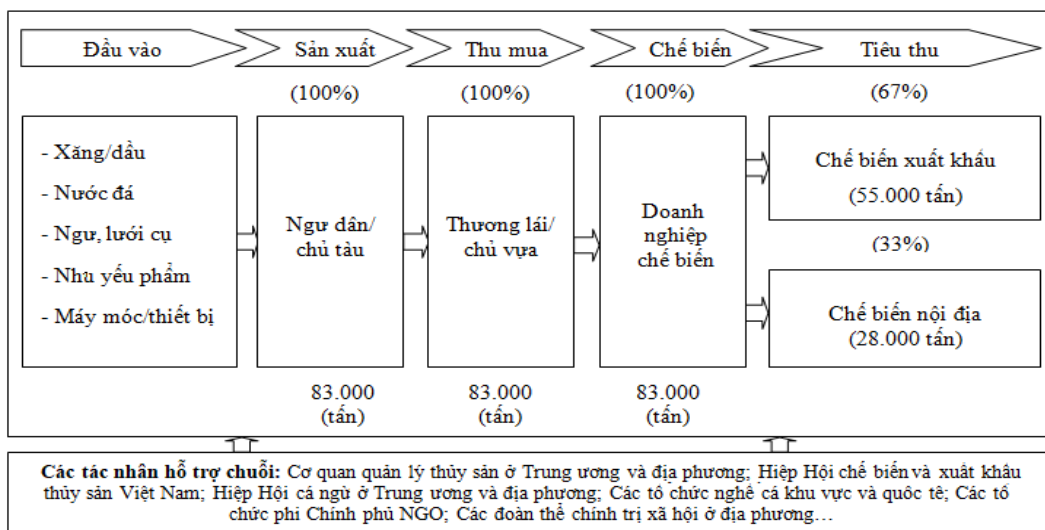 Đầu vào
Sản xuất
Thu mua
Chế biến
Tiêu thu
(100%)
(100%)
(100%)
(67%)
- Xăng/dầu
- Nước đá
- Ngư, lưới cụ
- Nhu yếu phẩm
- Máy móc/thiết bị
Ngư dân/
chủ tàu
Thương lái/
chủ vựa
Doanh
nghiệp
chế biến
Chế biến xuất khẩu
(55.000 tấn)
(33%)
Chế biến nội địa
(28.000 tấn)
83.000
(tấn)
83.000
(tấn)
83.000
(tấn)
Các tác nhân hỗ trợ chuỗi: Cơ quan quản lý thủy sản ở Trung ương và địa phương; Hiệp Hội chế biến và xuất khẩu
thủy sản Việt Nam; Hiệp Hội cá ngừ ở Trung ương và địa phương; Các tổ chức nghề cá khu vực và quốc tê; Các tổ
chức phi Chính phủ NGO; Các đoàn thể chính trị xã hội ở địa phương...